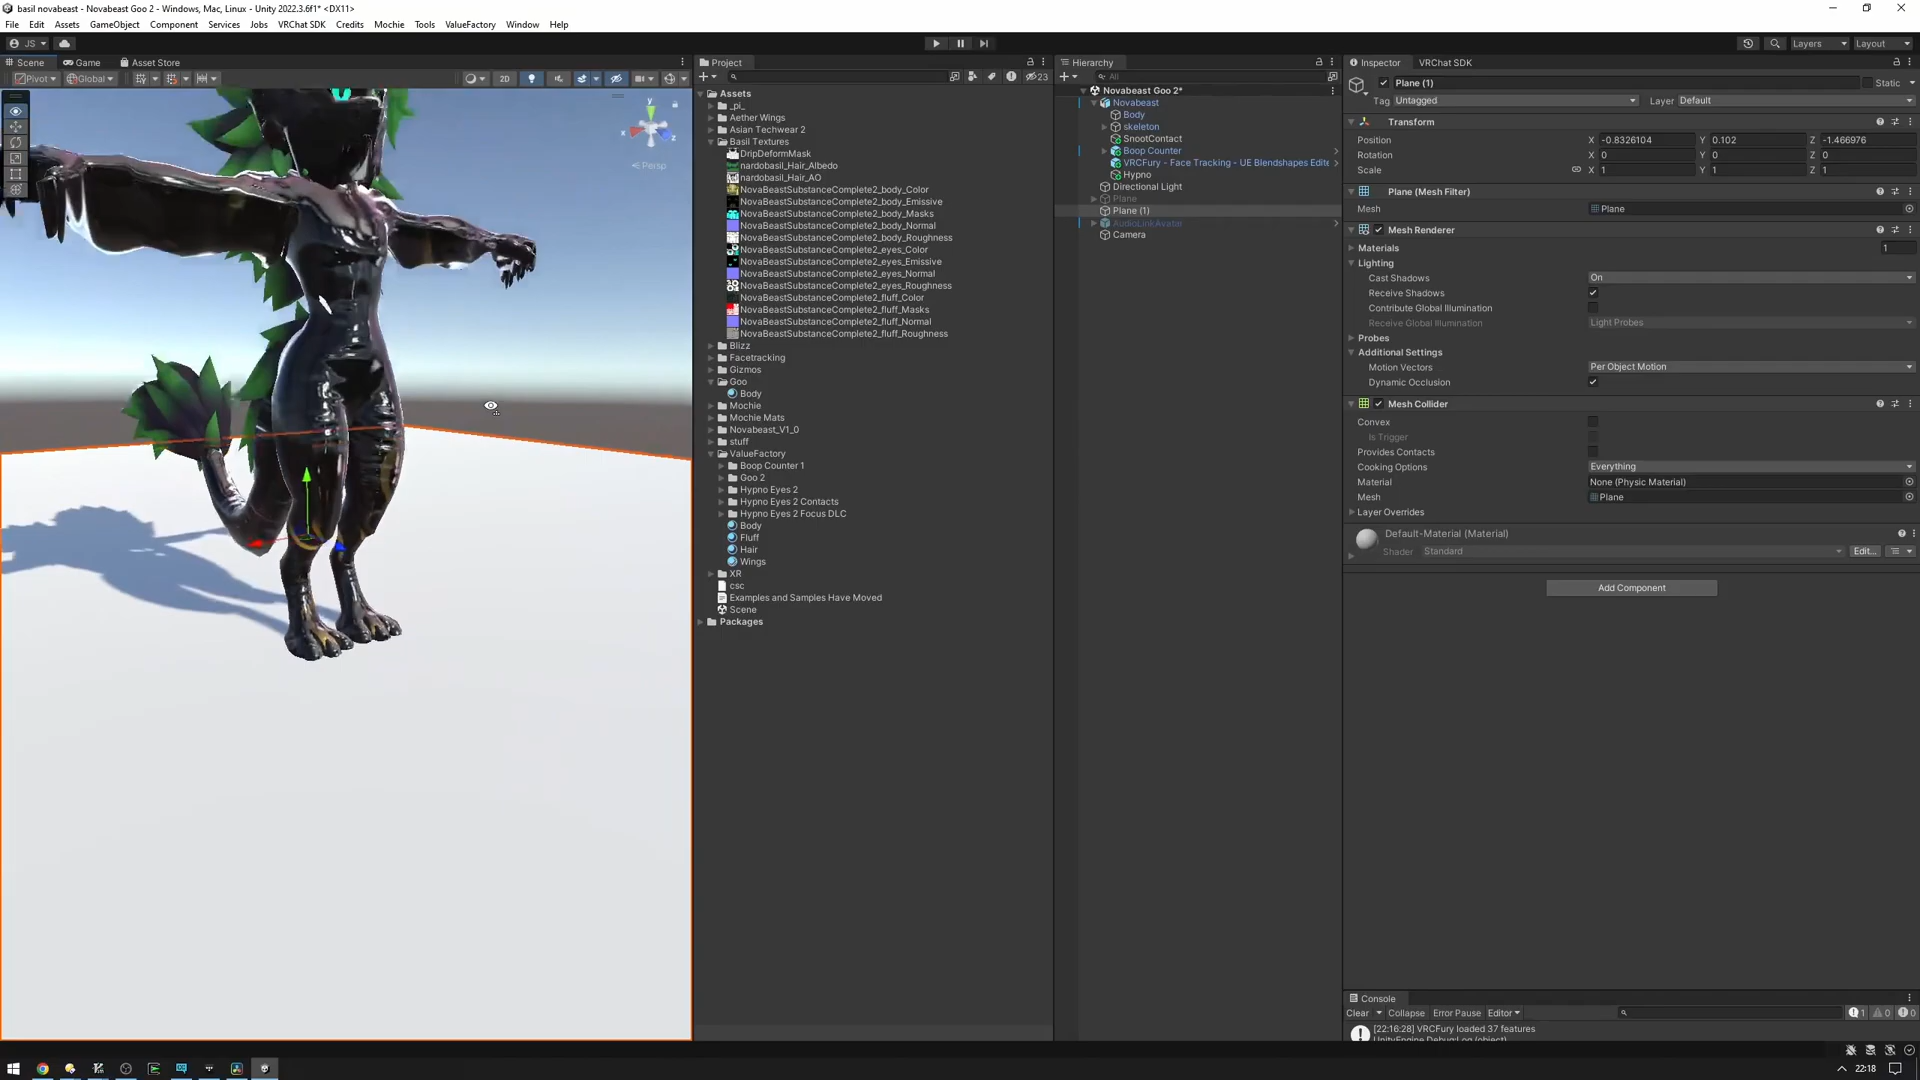 basil novabeast - Novabeast Goo 2 - Windows, Mac, Linux - Unity 2022.3.6f1* <DX11>
File Edit Assets GameObject Component Services Jobs VRChat SDK Credits Mochie Tools ValueFactory Window Help
JS
Layers Layout
Scene Game Asset Store
Pivot Global 2D
y
x
z
Persp
Project
23
Assets
_pi_
Aether Wings
Asian Techwear 2
Basil Textures
DripDeformMask
nardobasil_Hair_Albedo
nardobasil_Hair_AO
NovaBeastSubstanceComplete2_body_Color
NovaBeastSubstanceComplete2_body_Emissive
NovaBeastSubstanceComplete2_body_Masks
NovaBeastSubstanceComplete2_body_Normal
NovaBeastSubstanceComplete2_body_Roughness
NovaBeastSubstanceComplete2_eyes_Color
NovaBeastSubstanceComplete2_eyes_Emissive
NovaBeastSubstanceComplete2_eyes_Normal
NovaBeastSubstanceComplete2_eyes_Roughness
NovaBeastSubstanceComplete2_fluff_Color
NovaBeastSubstanceComplete2_fluff_Masks
NovaBeastSubstanceComplete2_fluff_Normal
NovaBeastSubstanceComplete2_fluff_Roughness
Blizz
Facetracking
Gizmos
Goo
Body
Mochie
Mochie Mats
Novabeast_V1_0
stuff
ValueFactory
Boop Counter 1
Goo 2
Hypno Eyes 2
Hypno Eyes 2 Contacts
Hypno Eyes 2 Focus DLC
Body
Fluff
Hair
Wings
XR
csc
Examples and Samples Have Moved
Scene
Packages
Hierarchy
All
Novabeast Goo 2*
Novabeast
Body
skeleton
SnootContact
Boop Counter
VRCFury - Face Tracking - UE Blendshapes Edite
Hypno
Directional Light
Plane
Plane (1)
AudioLinkAvatar
Camera
Inspector VRChat SDK
Plane (1) Static
Tag Untagged Layer Default
Transform
Position X -0.8326104 Y 0.102 Z -1.466976
Rotation X 0 Y 0 Z 0
Scale X 1 Y 1 Z 1
Plane (Mesh Filter)
Mesh Plane
Mesh Renderer
Materials 1
Lighting
Cast Shadows On
Receive Shadows
Contribute Global Illumination
Receive Global Illumination Light Probes
Probes
Additional Settings
Motion Vectors Per Object Motion
Dynamic Occlusion
Mesh Collider
Convex
Is Trigger
Provides Contacts
Cooking Options Everything
Material None (Physic Material)
Mesh Plane
Layer Overrides
Default-Material (Material)
Shader Standard Edit...
Add Component
Console
Clear Collapse Error Pause Editor 1 0 0
[22:16:28] VRCFury loaded 37 features
UnityEngine.Debug:Log (object)
22:18